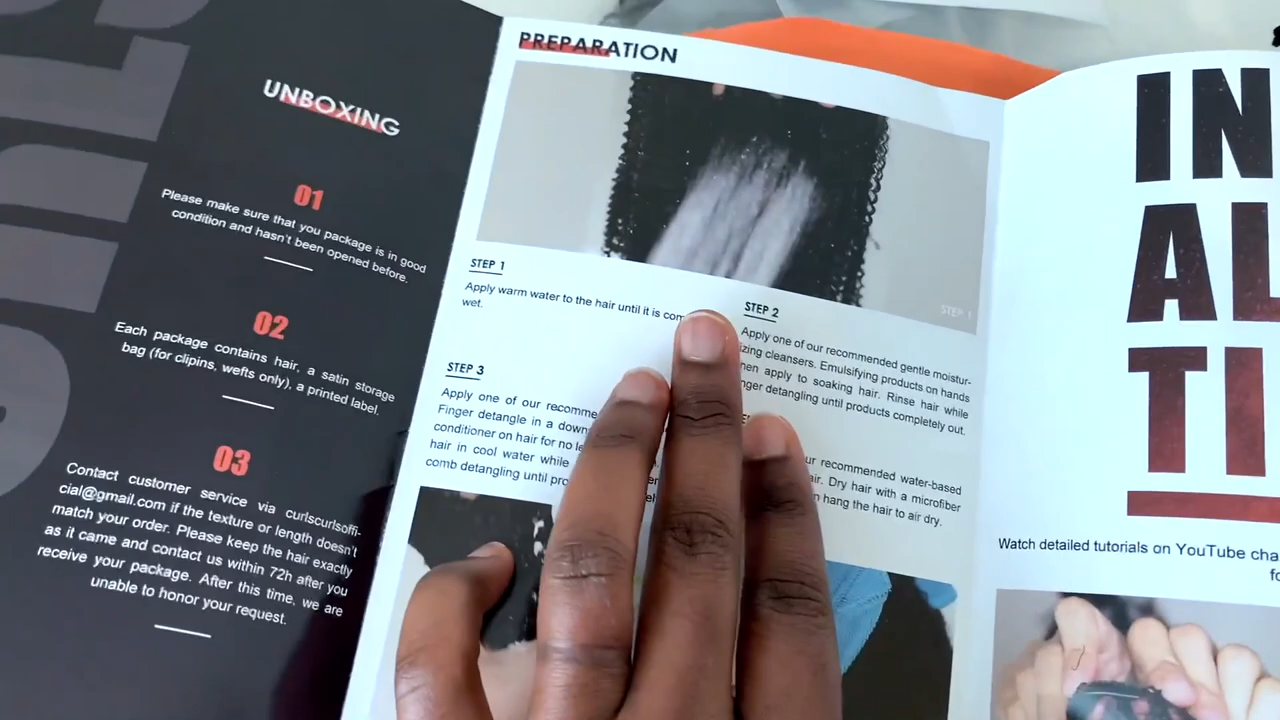 UNBOXING
01
Please make sure that you package is in good
condition and hasn't been opened before.
02
Each package contains hair, a satin storage
bag (for clipins, wefts only), a printed label.
03
Contact customer service via curlscurlsoffi-
cial@gmail.com if the texture or length doesn't
match your order. Please keep the hair exactly
as it came and contact us within 72h after you
receive your package. After this time, we are
unable to honor your request.
PREPARATION
STEP 1
STEP 1
Apply warm water to the hair until it is com
wet.
STEP 2
Apply one of our recommended gentle moistur-
izing cleansers. Emulsifying products on hands
then apply to soaking hair. Rinse hair while
finger detangling until products completely out.
STEP 3
Apply one of our recomme
Finger detangle in a down
conditioner on hair for no le
hair in cool water while
comb detangling until pro
ur recommended water-based
air. Dry hair with a microfiber
n hang the hair to air dry.
IN
AL
TI
Watch detailed tutorials on YouTube cha
fo